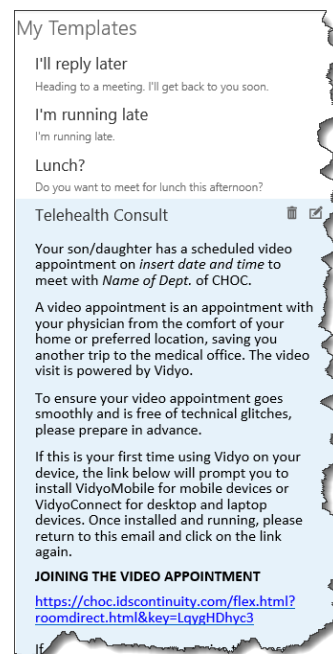 My Templates
I'll reply later
Heading to a meeting. I'll get back to you soon.
I'm running late
I'm running late.
Lunch?
Do you want to meet for lunch this afternoon?
Telehealth Consult
Your son/daughter has a scheduled video
appointment on insert date and time to
meet with Name of Dept. of CHOC.
A video appointment is an appointment with
your physician from the comfort of your
home or preferred location, saving you
another trip to the medical office. The video
visit is powered by Vidyo.
To ensure your video appointment goes
smoothly and is free of technical glitches,
please prepare in advance.
If this is your first time using Vidyo on your
device, the link below will prompt you to
install VidyoMobile for mobile devices or
VidyoConnect for desktop and laptop
devices. Once installed and running, please
return to this email and click on the link
again.
JOINING THE VIDEO APPOINTMENT
https://choc.idscontinuity.com/flex.html?
roomdirect.html&key=LqygHDhyc3
If